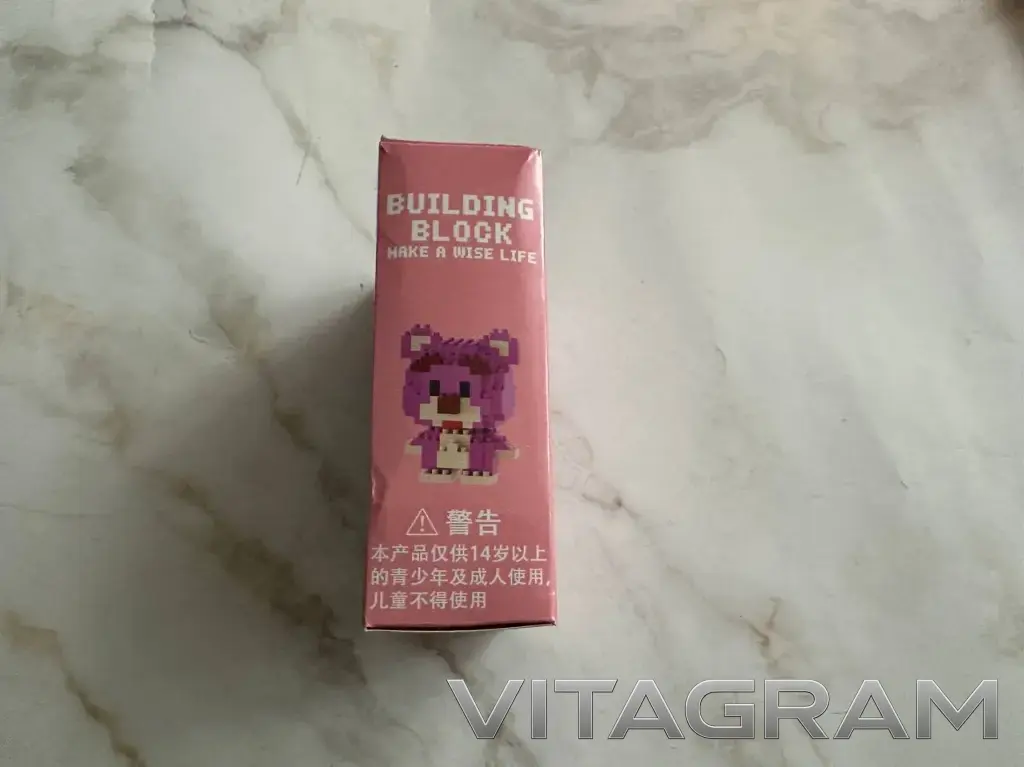 BUILDING
BLOCK
MAKE A WISE LIFE
警告
本产品仅供14岁以上
的青少年及成人使用,
儿童不得使用
VITAGRAM